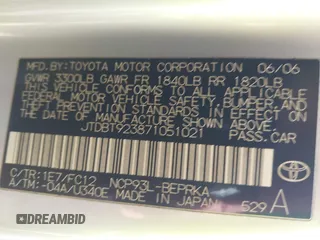 MFD. BY: TOYOTA MOTOR CORPORATION 06/06
GVWR 3300LB GAWR FR 1840LB RR 1820LB
THIS VEHICLE CONFORMS TO ALL APPLICABLE
FEDERAL MOTOR VEHICLE SAFETY, BUMPER, AND
THEFT PREVENTION STANDARDS IN EFFECT ON
THE DATE OF MANUFACTURE SHOWN ABOVE.
JTDBT923871051021 PASS. CAR
C/TR: 1E7/FC12 NCP93L-BEPRKA
A/TM: -04A/U340E MADE IN JAPAN 529 A
TOYOTA
DREAMBID